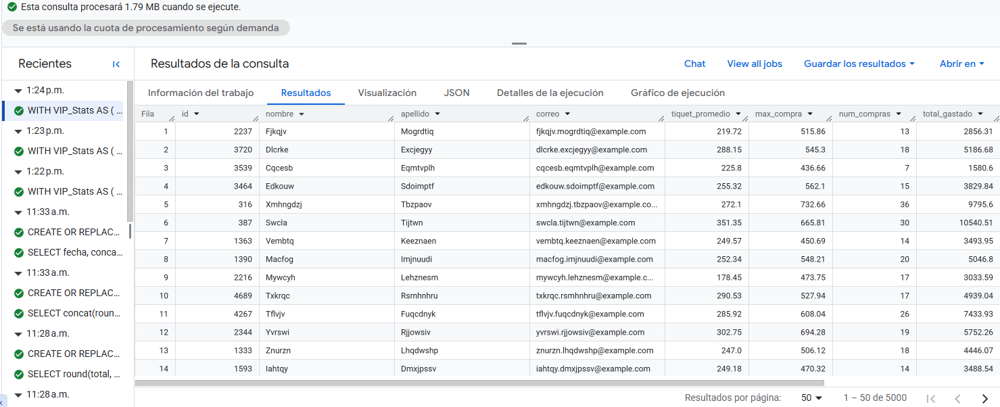 Esta consulta procesará 1.79 MB cuando se ejecute.
Se está usando la cuota de procesamiento según demanda
Recientes
1:24 p.m.
WITH VIP_Stats AS ( ...
1:23 p.m.
WITH VIP_Stats AS ( ...
1:22 p.m.
WITH VIP_Stats AS ( ...
11:33 a.m.
CREATE OR REPLAC...
SELECT fecha, conca...
11:33 a.m.
CREATE OR REPLAC...
SELECT concat(roun...
11:28 a.m.
CREATE OR REPLAC...
SELECT round(total, ...
11:28 a.m.
Resultados de la consulta
Chat View all jobs Guardar los resultados Abrir en
Información del trabajo Resultados Visualización JSON Detalles de la ejecución Gráfico de ejecución
Fila id nombre apellido correo tiquet_promedio max_compra num_compras total_gastado
1 2237 Fjkqjv Mogrdtiq fjkqjv.mogrdtiq@example.com 219.72 515.86 13 2856.31
2 3720 Dlcrke Excjegyy dlcrke.excjegyy@example.com 288.15 545.3 18 5186.68
3 3539 Cqcesb Eqmtvplh cqcesb.eqmtvplh@example.com 225.8 436.66 7 1580.6
4 3464 Edkouw Sdoimptf edkouw.sdoimptf@example.com 255.32 562.1 15 3829.84
5 316 Xmhngdzj Tbzpaov xmhngdzj.tbzpaov@example.co... 272.1 732.66 36 9795.6
6 387 Swcla Tijtwn swcla.tijtwn@example.com 351.35 665.81 30 10540.51
7 1363 Vembtq Keeznaen vembtq.keeznaen@example.com 249.57 450.69 14 3493.95
8 1390 Macfog Imjnuudi macfog.imjnuudi@example.com 252.34 548.21 20 5046.8
9 2216 Mywcyh Lehznesm mywcyh.lehznesm@example.c... 178.45 473.75 17 3033.59
10 4689 Txkrqc Rsmhnhru txkrqc.rsmhnhru@example.com 290.53 527.94 17 4939.04
11 4267 Tflvjv Fuqcdnyk tflvjv.fuqcdnyk@example.com 285.92 608.04 26 7433.93
12 2344 Yvrswi Rjjowsiv yvrswi.rjjowsiv@example.com 302.75 694.28 19 5752.26
13 1333 Znurzn Lhqdwshp znurzn.lhqdwshp@example.com 247.0 506.12 18 4446.07
14 1593 Iahtqy Dmxjpssv iahtqy.dmxjpssv@example.com 249.18 470.32 14 3488.54
Resultados por página: 50 1 – 50 de 5000